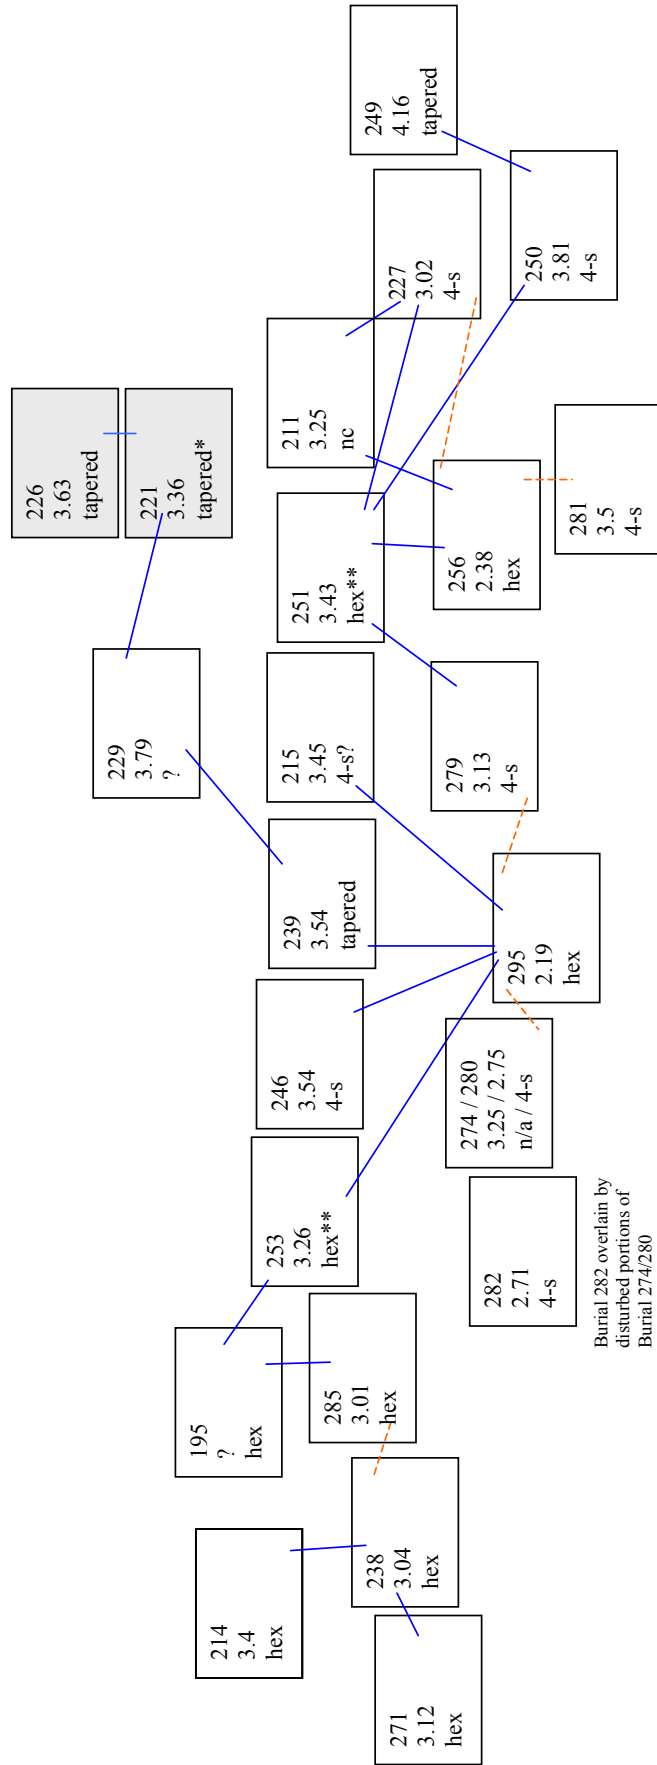 226
3.63
tapered
221
3.36
tapered*
229
3.79
?
249
4.16
tapered
227
3.02
4-s
250
3.81
4-s
211
3.25
nc
251
3.43
hex**
256
2.38
hex
281
3.5
4-s
215
3.45
4-s?
279
3.13
4-s
239
3.54
tapered
246
3.54
4-s
295
2.19
hex
253
3.26
hex**
274 / 280
3.25 / 2.75
n/a / 4-s
282
2.71
4-s
Burial 282 overlain by
disturbed portions of
Burial 274/280
195
?
hex
285
3.01
hex
214
3.4
hex
238
3.04
hex
271
3.12
hex